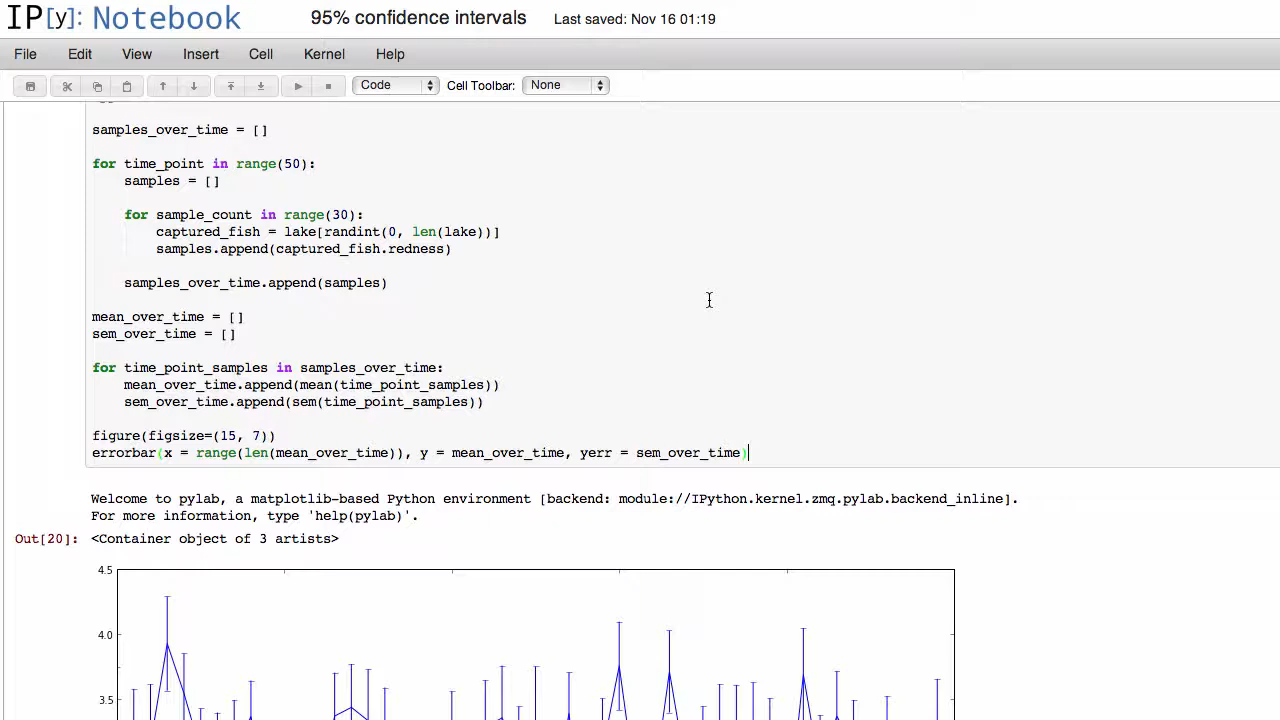 IP[y]: Notebook 95% confidence intervals Last saved: Nov 16 01:19
File Edit View Insert Cell Kernel Help
Code Cell Toolbar: None
samples_over_time = []
for time_point in range(50):
    samples = []
    for sample_count in range(30):
        captured_fish = lake[randint(0, len(lake))]
        samples.append(captured_fish.redness)
    samples_over_time.append(samples)
mean_over_time = []
sem_over_time = []
for time_point_samples in samples_over_time:
    mean_over_time.append(mean(time_point_samples))
    sem_over_time.append(sem(time_point_samples))
figure(figsize=(15, 7))
errorbar(x = range(len(mean_over_time)), y = mean_over_time, yerr = sem_over_time)
Welcome to pylab, a matplotlib-based Python environment [backend: module://IPython.kernel.zmq.pylab.backend_inline].
For more information, type 'help(pylab)'.
Out[20]: <Container object of 3 artists>
4.5
4.0
3.5